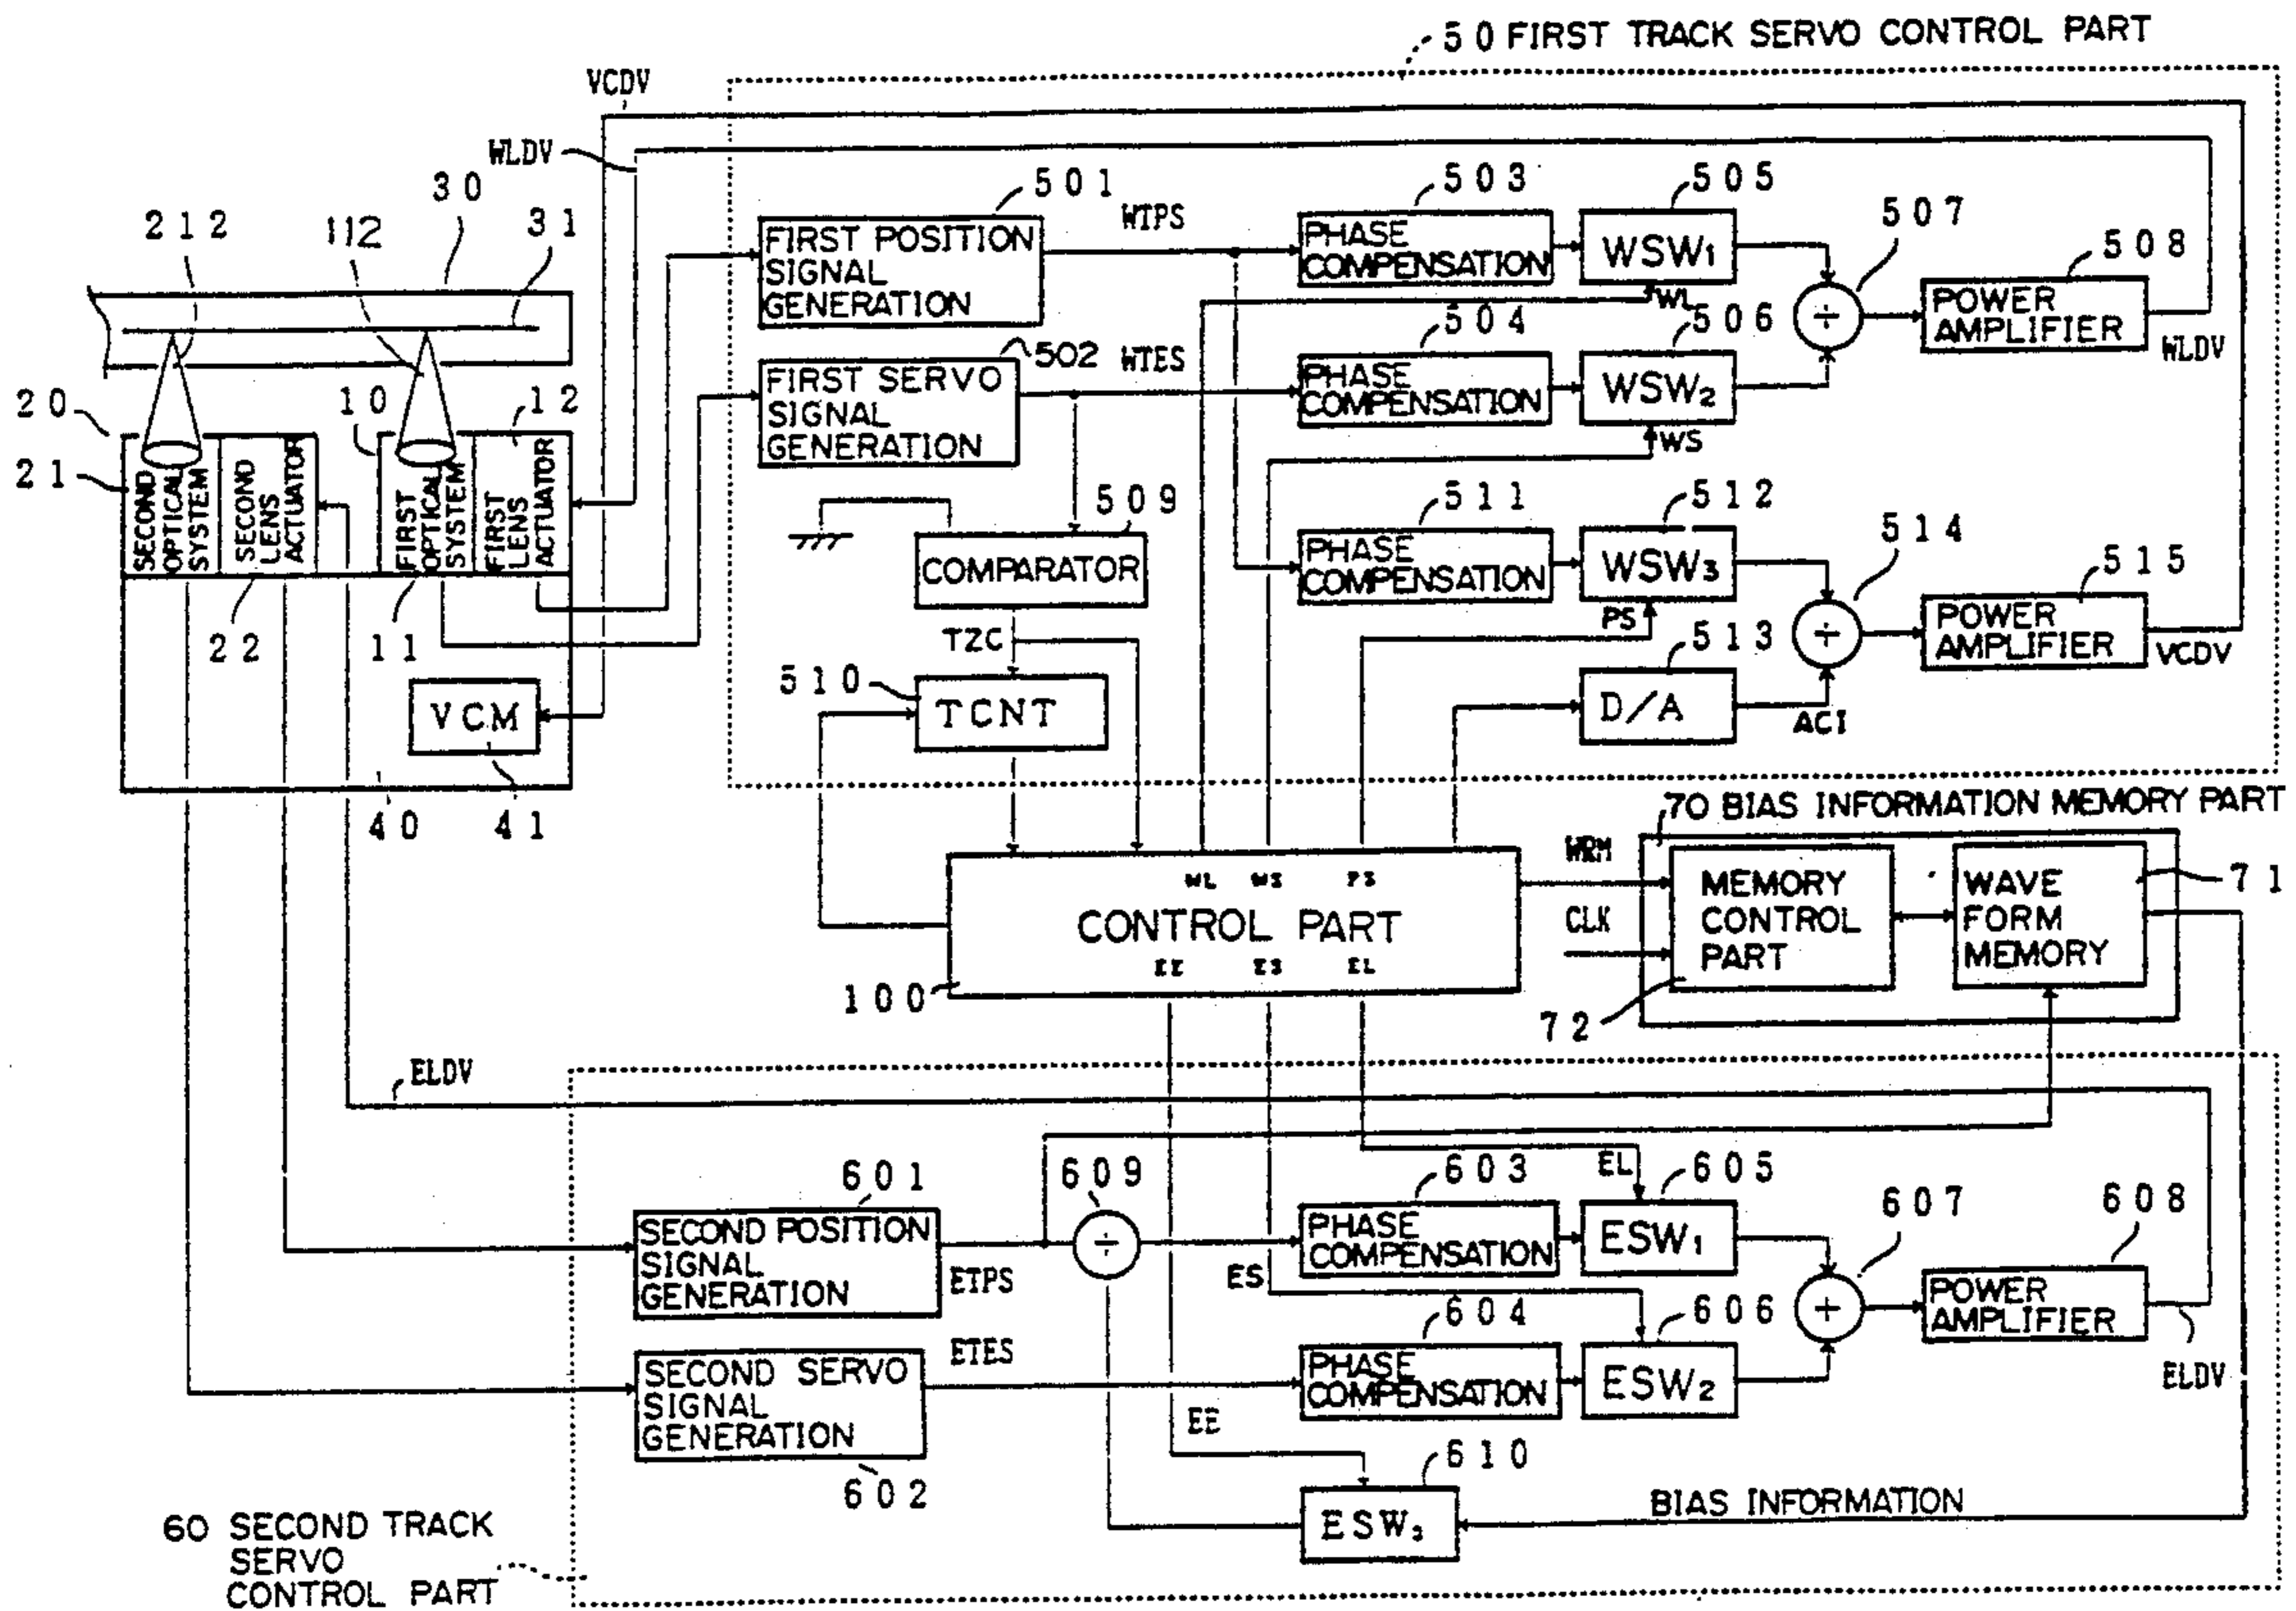 50 FIRST TRACK SERVO CONTROL PART
VCDV
WLDV
30
501
WTPS
503
505
507
508
212
112
31
FIRST POSITION
SIGNAL
GENERATION
PHASE
COMPENSATION
WSW1
WL
POWER
AMPLIFIER
WLDV
502
WTES
504
506
20
10
12
FIRST SERVO
SIGNAL
GENERATION
PHASE
COMPENSATION
WSW2
WS
21
SECOND
OPTICAL
SYSTEM
SECOND
LENS
ACTUATOR
FIRST
OPTICAL
SYSTEM
FIRST
LENS
ACTUATOR
509
511
512
514
515
COMPARATOR
PHASE
COMPENSATION
WSW3
PS
POWER
AMPLIFIER
VCDV
22
11
TZC
513
510
TCNT
D/A
ACI
VCM
40
41
70 BIAS INFORMATION MEMORY PART
WRM
WL WS PS
CONTROL PART
EE ES EL
100
CLK
MEMORY
CONTROL
PART
WAVE
FORM
MEMORY
71
72
ELDV
601
609
603
EL
605
607
608
SECOND POSITION
SIGNAL
GENERATION
ETPS
PHASE
COMPENSATION
ESW1
ES
604
606
POWER
AMPLIFIER
ELDV
ETES
SECOND SERVO
SIGNAL
GENERATION
PHASE
COMPENSATION
ESW2
EE
602
610
ESW3
BIAS INFORMATION
60 SECOND TRACK
SERVO
CONTROL PART